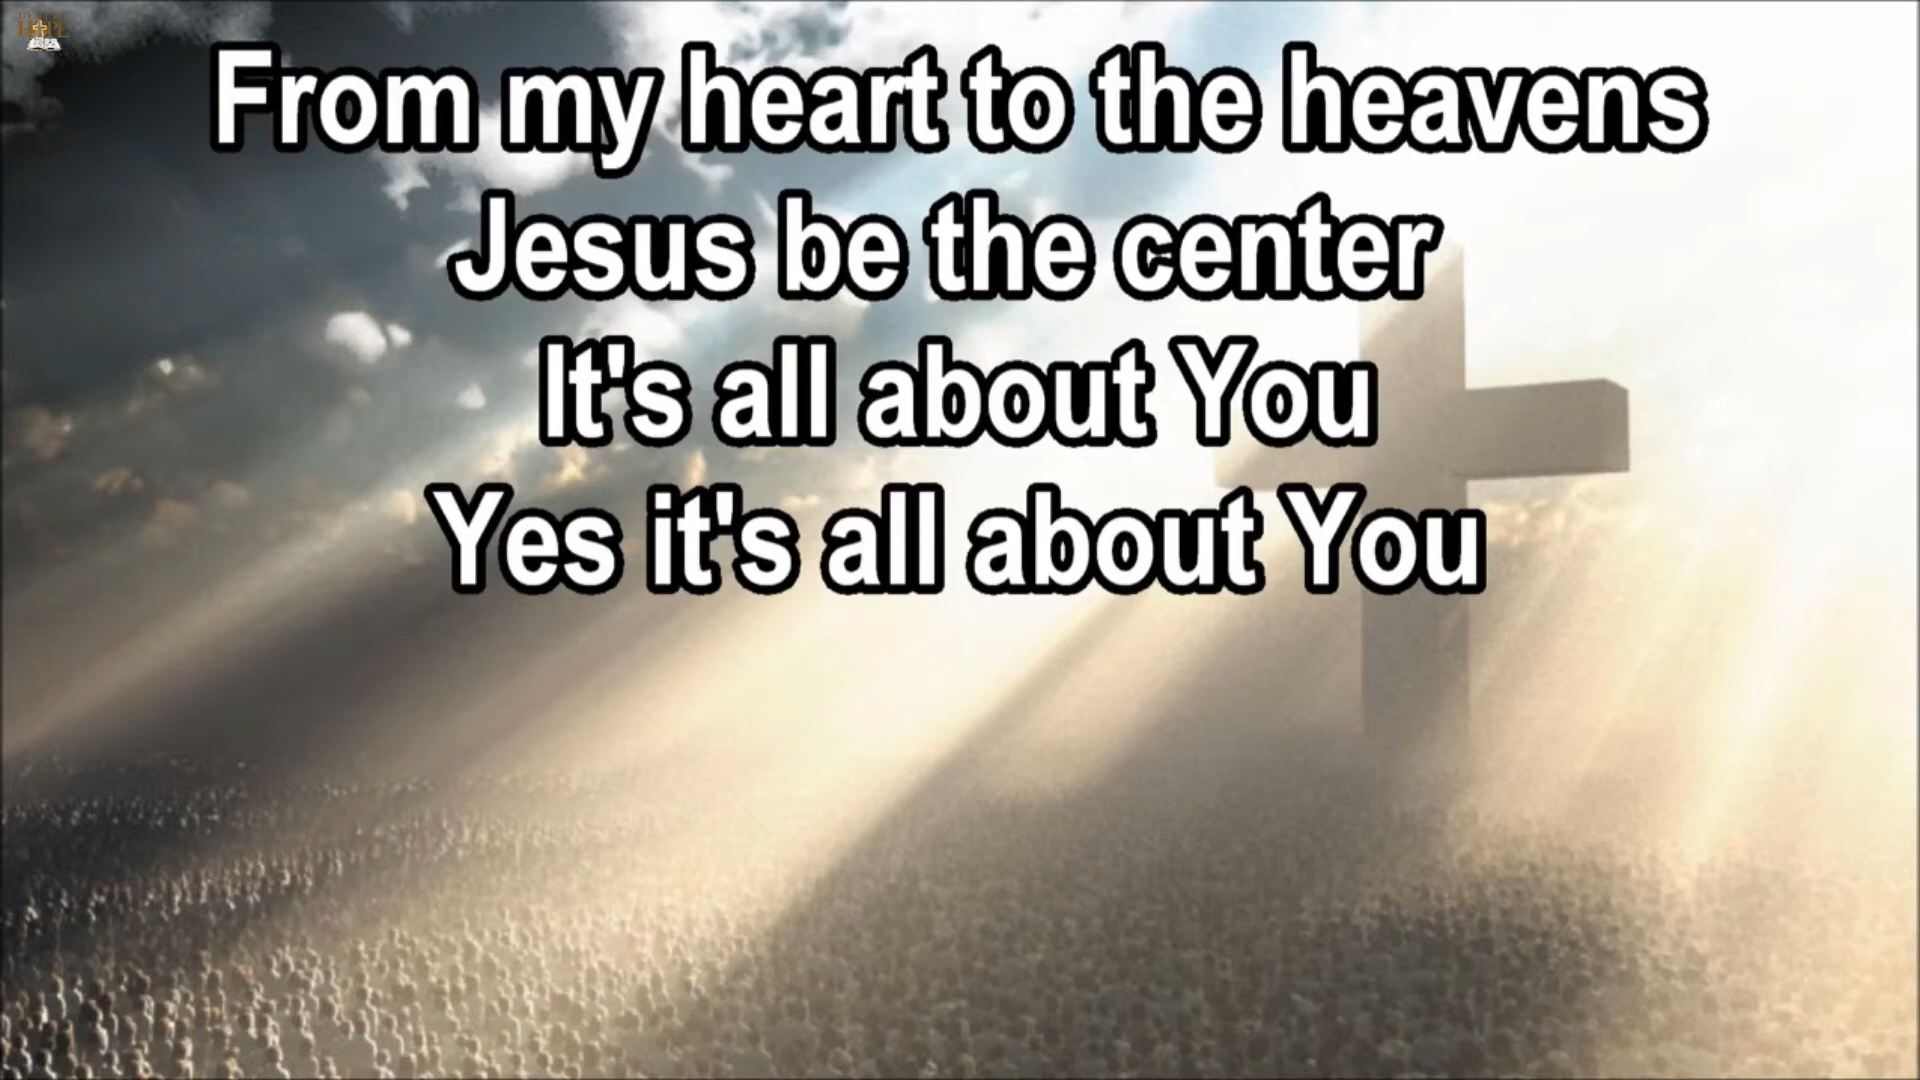 HOPE
From my heart to the heavens
Jesus be the center
It's all about You
Yes it's all about You